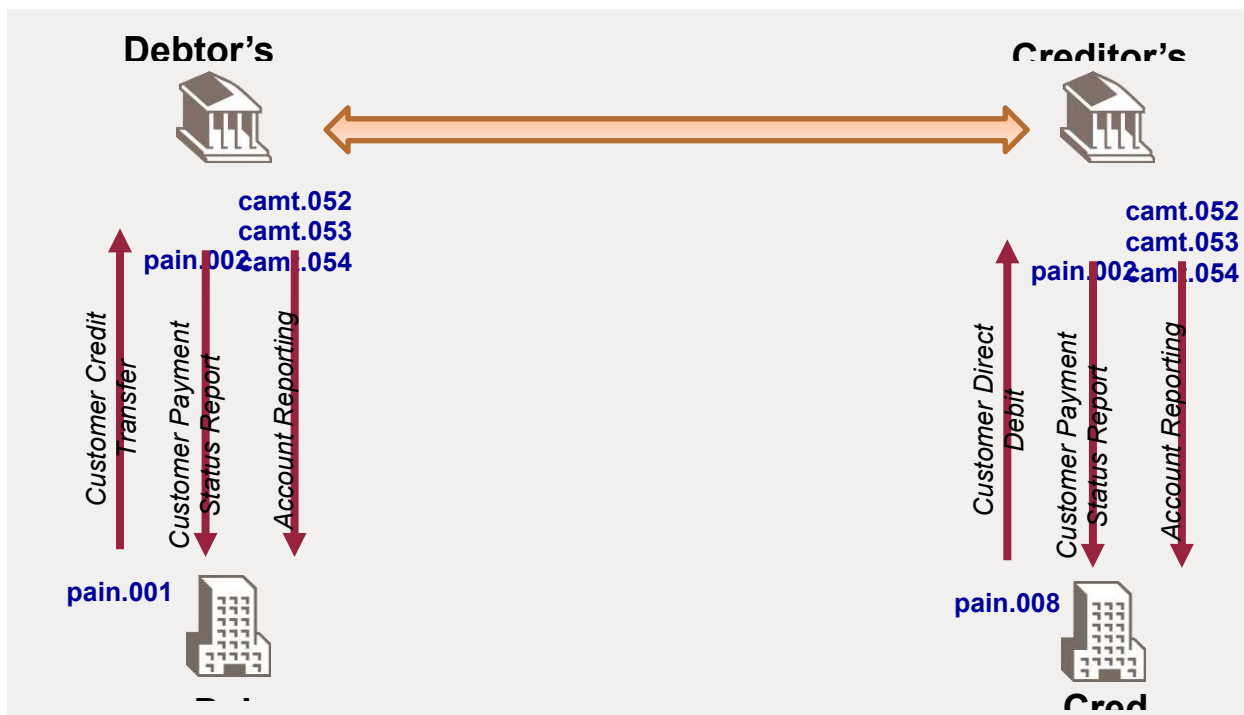 Debtor's
Creditor's
camt.052
camt.053
pain.002
camt.054
camt.052
camt.053
pain.002
camt.054
Customer Credit
Transfer
Customer Payment
Status Report
Account Reporting
Customer Direct
Debit
Customer Payment
Status Report
Account Reporting
pain.001
pain.008
Cred